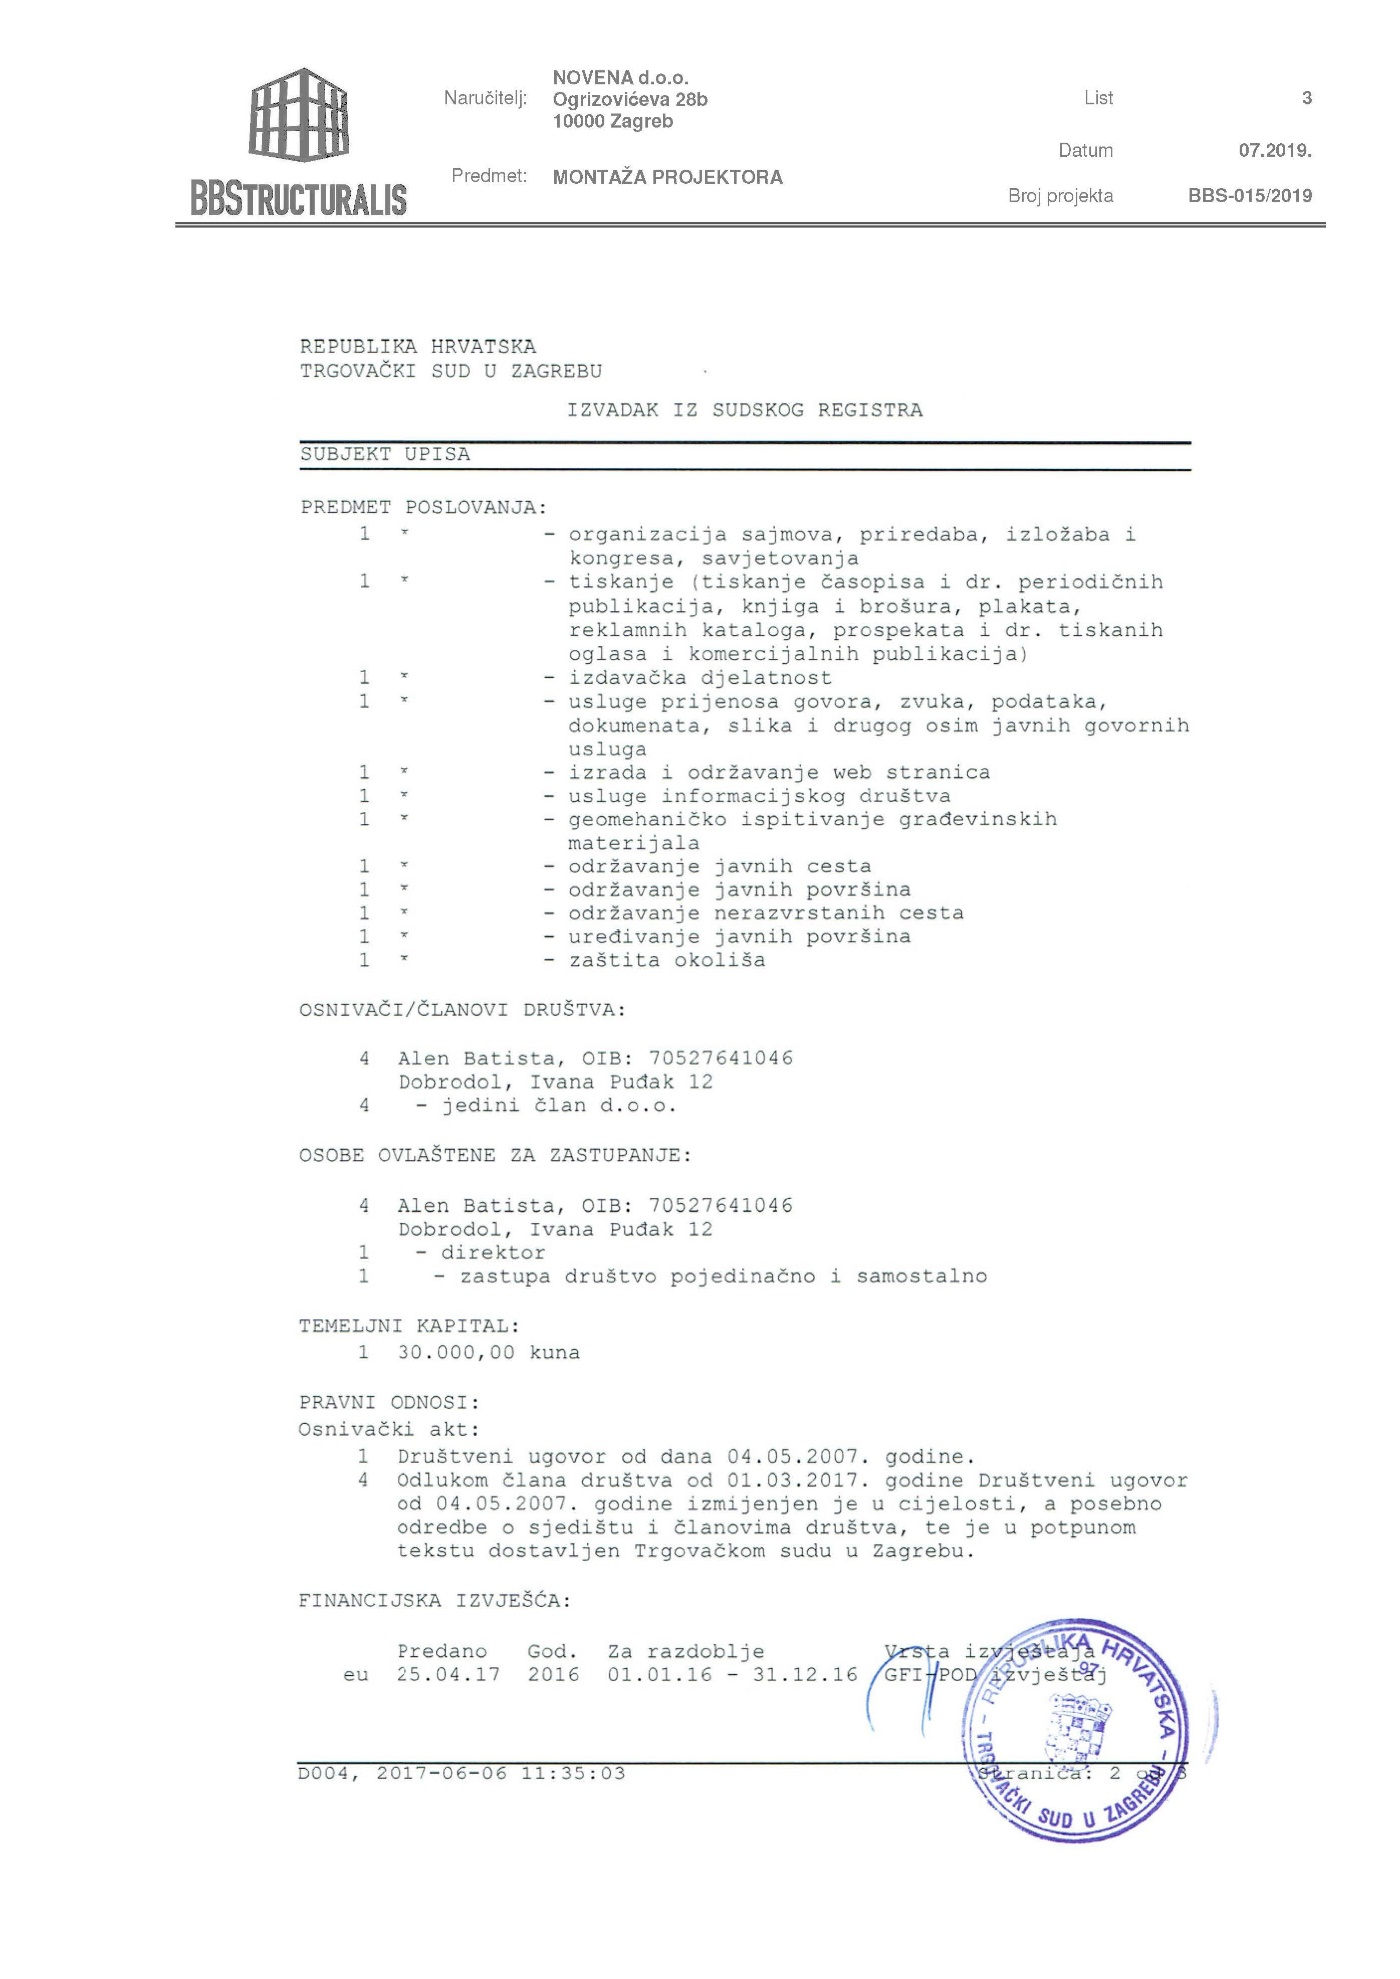 BBSTRUCTURALIS
Naručitelj: NOVENA d.o.o.
Ogrizovićeva 28b
10000 Zagreb
Predmet: MONTAŽA PROJEKTORA
List 3
Datum 07.2019.
Broj projekta BBS-015/2019
REPUBLIKA HRVATSKA
TRGOVAČKI SUD U ZAGREBU
IZVADAK IZ SUDSKOG REGISTRA
SUBJEKT UPISA
PREDMET POSLOVANJA:
1 * - organizacija sajmova, priredaba, izložaba i
kongresa, savjetovanja
1 * - tiskanje (tiskanje časopisa i dr. periodičnih
publikacija, knjiga i brošura, plakata,
reklamnih kataloga, prospekata i dr. tiskanih
oglasa i komercijalnih publikacija)
1 * - izdavačka djelatnost
1 * - usluge prijenosa govora, zvuka, podataka,
dokumenata, slika i drugog osim javnih govornih
usluga
1 * - izrada i održavanje web stranica
1 * - usluge informacijskog društva
1 * - geomehaničko ispitivanje građevinskih
materijala
1 * - održavanje javnih cesta
1 * - održavanje javnih površina
1 * - održavanje nerazvrstanih cesta
1 * - uređivanje javnih površina
1 * - zaštita okoliša
OSNIVAČI/ČLANOVI DRUŠTVA:
4 Alen Batista, OIB: 70527641046
Dobrodol, Ivana Puđak 12
4 - jedini član d.o.o.
OSOBE OVLAŠTENE ZA ZASTUPANJE:
4 Alen Batista, OIB: 70527641046
Dobrodol, Ivana Puđak 12
1 - direktor
1 - zastupa društvo pojedinačno i samostalno
TEMELJNI KAPITAL:
1 30.000,00 kuna
PRAVNI ODNOSI:
Osnivački akt:
1 Društveni ugovor od dana 04.05.2007. godine.
4 Odlukom člana društva od 01.03.2017. godine Društveni ugovor
od 04.05.2007. godine izmijenjen je u cijelosti, a posebno
odredbe o sjedištu i članovima društva, te je u potpunom
tekstu dostavljen Trgovačkom sudu u Zagrebu.
FINANCIJSKA IZVJEŠĆA:
Predano God. Za razdoblje Vrsta izvještaja
eu 25.04.17 2016 01.01.16 - 31.12.16 GFI-POD izvještaj
REPUBLIKA HRVATSKA
97
TRGOVAČKI SUD U ZAGREBU
D004, 2017-06-06 11:35:03 Stranica: 2 od 3